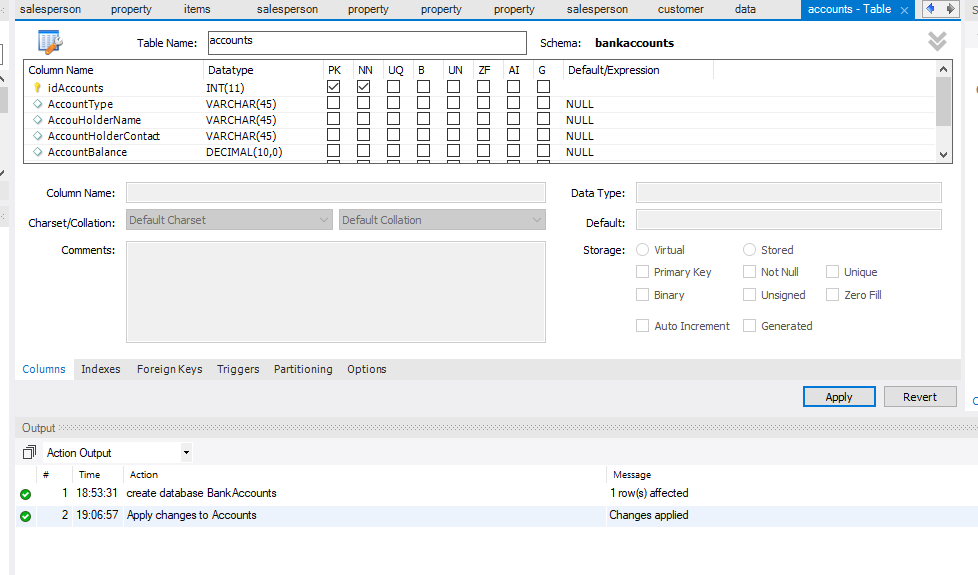 salesperson property items salesperson property property property salesperson customer data accounts - Table
Table Name: accounts Schema: bankaccounts
Column Name Datatype PK NN UQ B UN ZF AI G Default/Expression
idAccounts INT(11)
AccountType VARCHAR(45) NULL
AccouHolderName VARCHAR(45) NULL
AccountHolderContact VARCHAR(45) NULL
AccountBalance DECIMAL(10,0) NULL
Column Name: Data Type:
Charset/Collation: Default Charset Default Collation Default:
Comments: Storage: Virtual Stored
Primary Key Not Null Unique
Binary Unsigned Zero Fill
Auto Increment Generated
Columns Indexes Foreign Keys Triggers Partitioning Options
Apply Revert
Output
Action Output
# Time Action Message
1 18:53:31 create database BankAccounts 1 row(s) affected
2 19:06:57 Apply changes to Accounts Changes applied